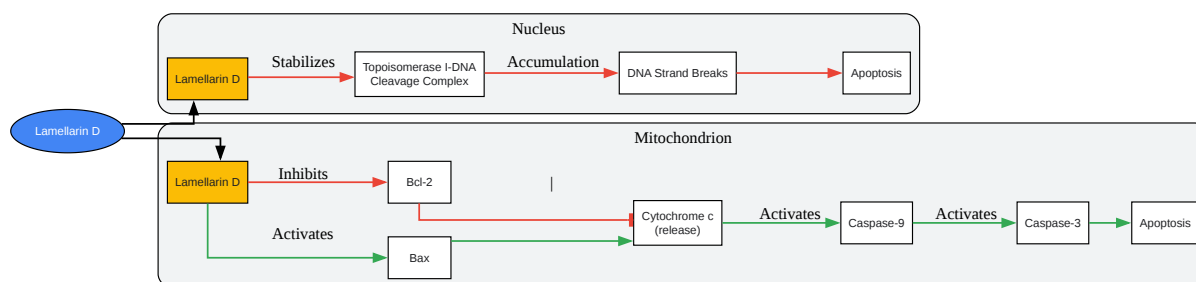 Nucleus
Lamellarin D
Stabilizes
Topoisomerase I-DNA
Cleavage Complex
Accumulation
DNA Strand Breaks
Apoptosis
Lamellarin D
Mitochondrion
Lamellarin D
Inhibits
Bcl-2
|
Activates
Bax
Cytochrome c
(release)
Activates
Caspase-9
Activates
Caspase-3
Apoptosis